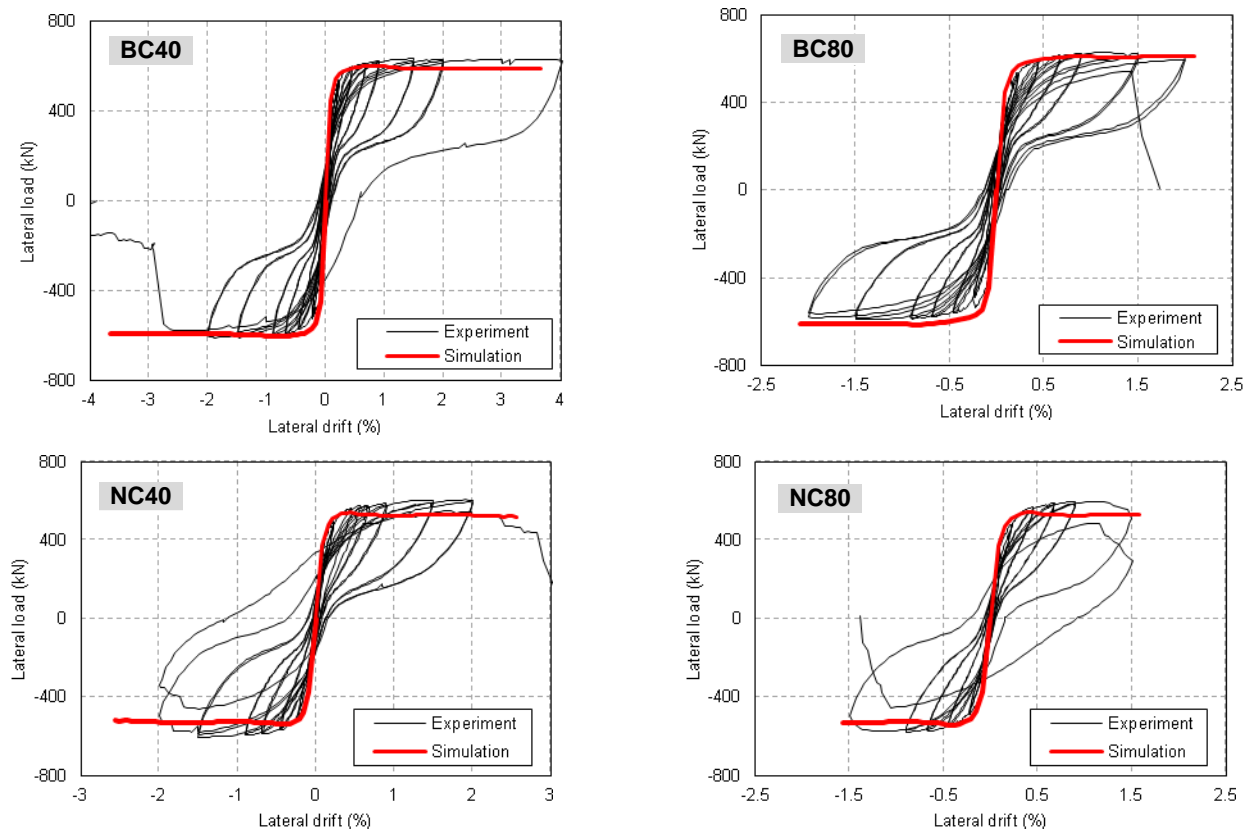 BC40
Lateral load (kN)
800
400
0
-400
-800
-4 -3 -2 -1 0 1 2 3 4
Lateral drift (%)
Experiment
Simulation
BC80
Lateral load (kN)
800
400
0
-400
-800
-2.5 -1.5 -0.5 0.5 1.5 2.5
Lateral drift (%)
Experiment
Simulation
NC40
Lateral load (kN)
800
400
0
-400
-800
-3 -2 -1 0 1 2 3
Lateral drift (%)
Experiment
Simulation
NC80
Lateral load (kN)
800
400
0
-400
-800
-2.5 -1.5 -0.5 0.5 1.5 2.5
Lateral drift (%)
Experiment
Simulation